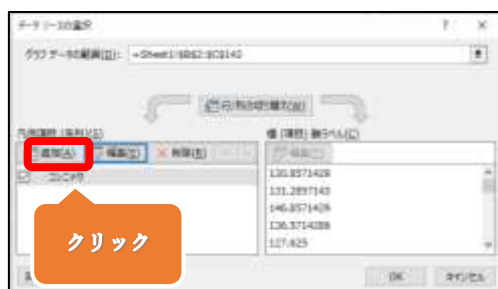 データ ソースの選択 ? ×
グラフ データの範囲(D): =Sheet1!$B$2:$C$142
行/列の切り替え(W)
凡例項目 (系列)(S)
横 (項目) 軸ラベル(C)
追加(A) 編集(E) × 削除(R)
編集(T)
130.8571429
131.2857143
146.8571429
136.5714286
127.625
クリック
OK キャンセル